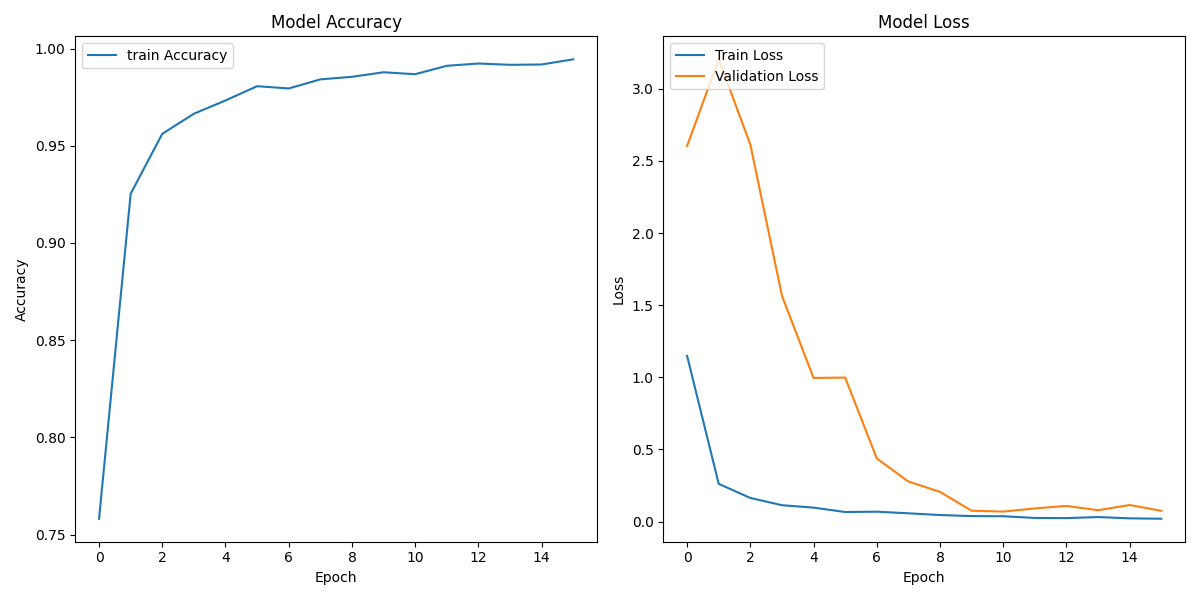 Model Accuracy
train Accuracy
1.00
0.95
0.90
0.85
0.80
0.75
Accuracy
0 2 4 6 8 10 12 14
Epoch
Model Loss
Train Loss
Validation Loss
3.0
2.5
2.0
1.5
1.0
0.5
0.0
Loss
0 2 4 6 8 10 12 14
Epoch